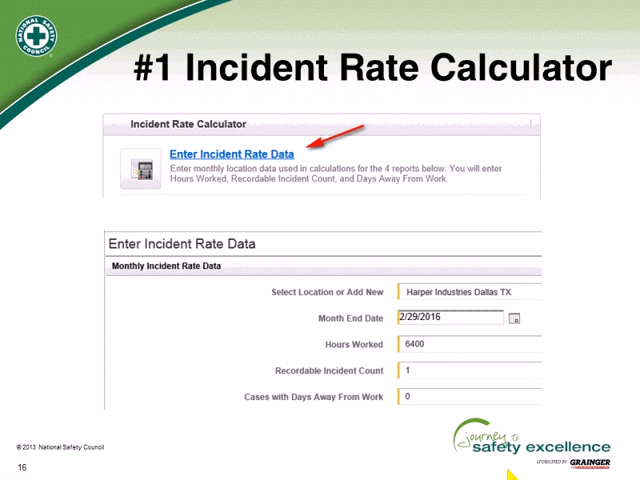 NATIONAL SAFETY COUNCIL
#1 Incident Rate Calculator
Incident Rate Calculator
Enter Incident Rate Data
Enter monthly location data used in calculations for the 4 reports below. You will enter
Hours Worked, Recordable Incident Count, and Days Away From Work.
Enter Incident Rate Data
Monthly Incident Rate Data
Select Location or Add New Harper Industries Dallas TX
Month End Date 2/29/2016
Hours Worked 6400
Recordable Incident Count 1
Cases with Days Away From Work 0
journey to
safety excellence
SPONSORED BY GRAINGER
© 2013 National Safety Council
16